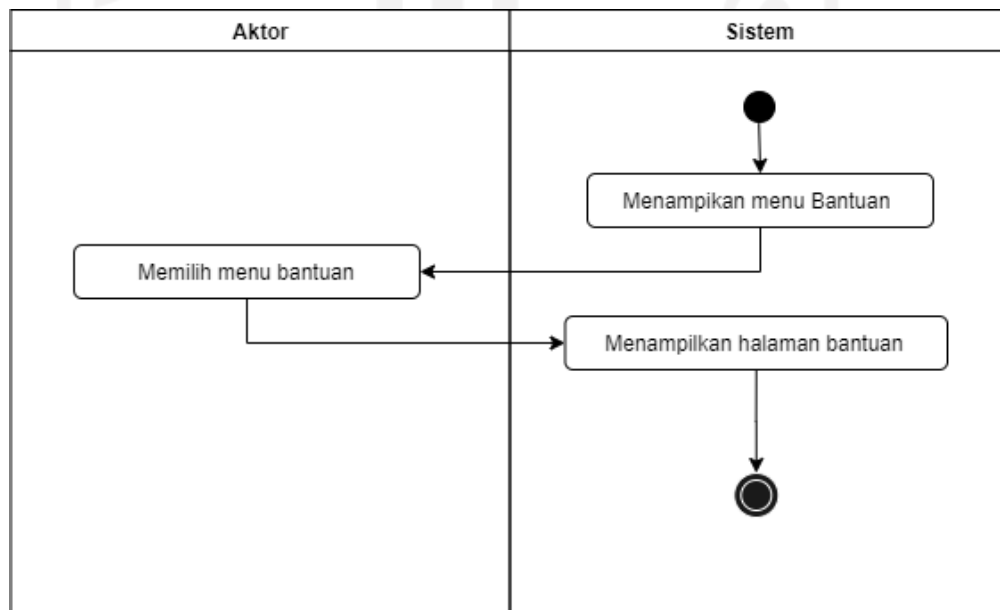 Aktor
Sistem
Menampikan menu Bantuan
Memilih menu bantuan
Menampilkan halaman bantuan